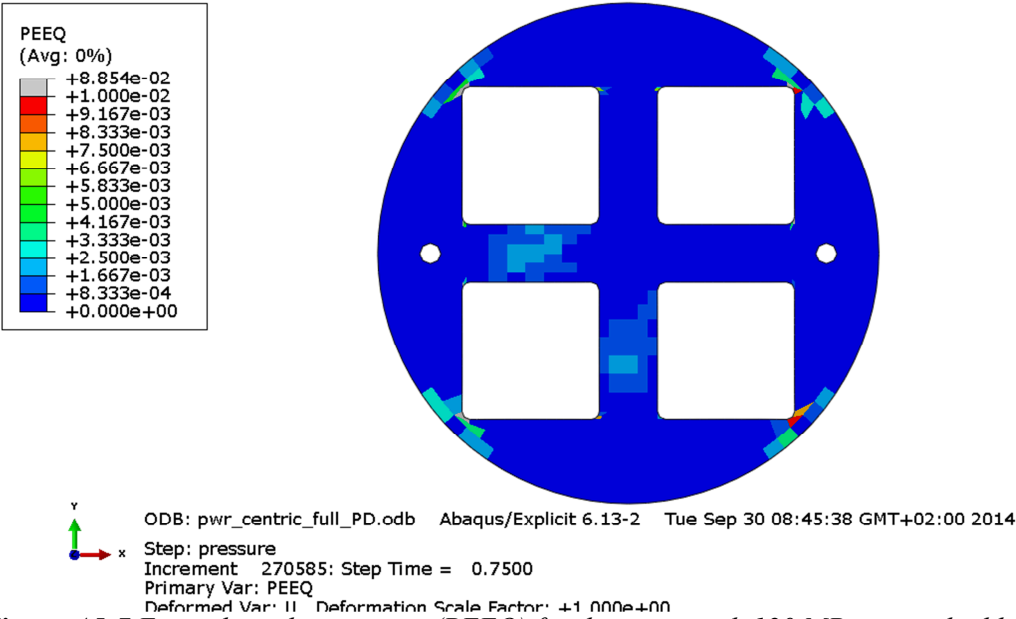 PEEQ
(Avg: 0%)
+8.854e-02
+1.000e-02
+9.167e-03
+8.333e-03
+7.500e-03
+6.667e-03
+5.833e-03
+5.000e-03
+4.167e-03
+3.333e-03
+2.500e-03
+1.667e-03
+8.333e-04
+0.000e+00
Y
X
ODB: pwr_centric_full_PD.odb Abaqus/Explicit 6.13-2 Tue Sep 30 08:45:38 GMT+02:00 2014
Step: pressure
Increment 270585: Step Time = 0.7500
Primary Var: PEEQ
Deformed Var: U Deformation Scale Factor: +1.000e+00
(PEEQ)